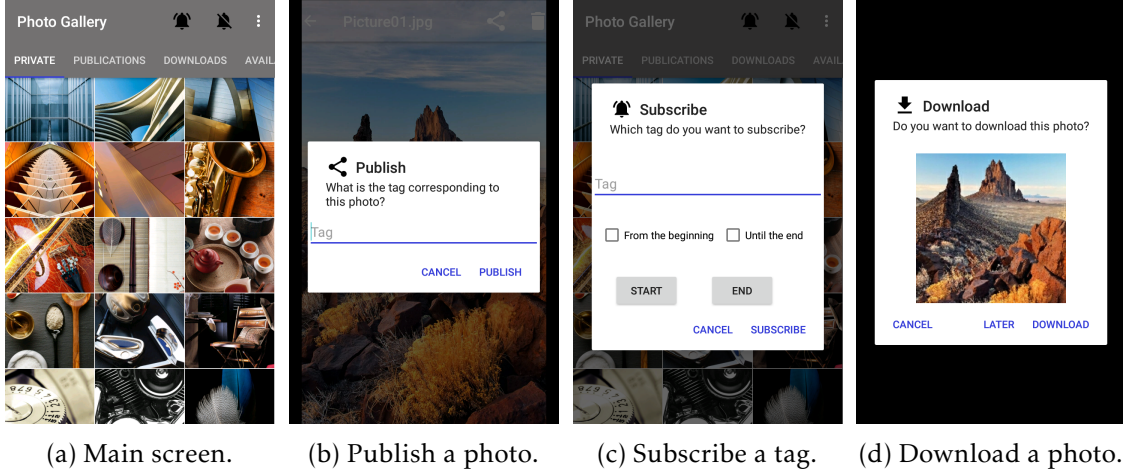 Photo Gallery
PRIVATE PUBLICATIONS DOWNLOADS AVAIL
Picture01.jpg
Publish
What is the tag corresponding to
this photo?
Tag
CANCEL PUBLISH
Photo Gallery
PRIVATE PUBLICATIONS DOWNLOADS AVAIL
Subscribe
Which tag do you want to subscribe?
Tag
From the beginning Until the end
START END
CANCEL SUBSCRIBE
Download
Do you want to download this photo?
CANCEL LATER DOWNLOAD
(a) Main screen. (b) Publish a photo. (c) Subscribe a tag. (d) Download a photo.